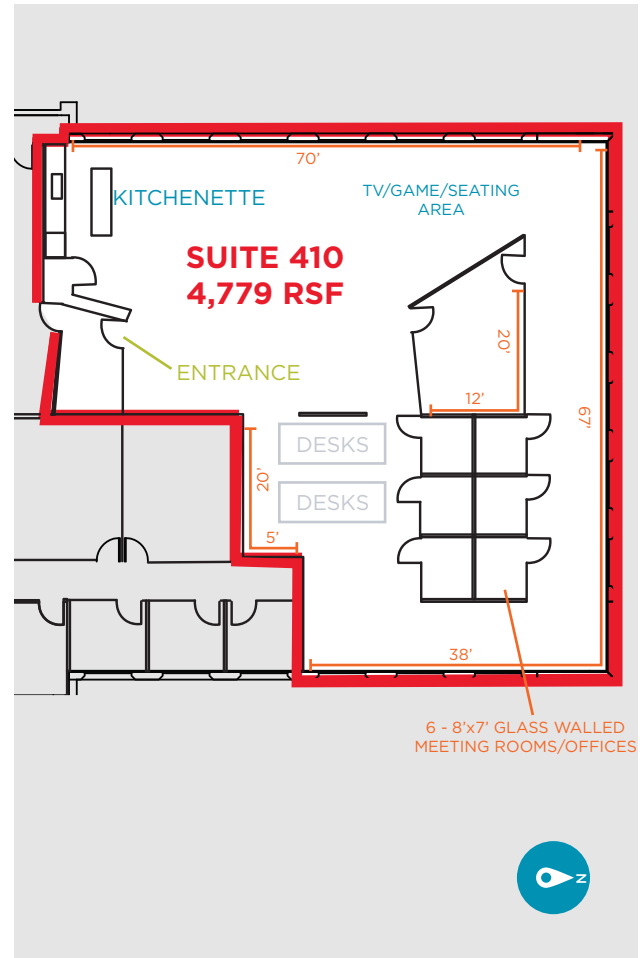 70'
KITCHENETTE
TV/GAME/SEATING
AREA
SUITE 410
4,779 RSF
ENTRANCE
20'
12'
67'
DESKS
20'
DESKS
5'
38'
6 - 8'x7' GLASS WALLED
MEETING ROOMS/OFFICES
N